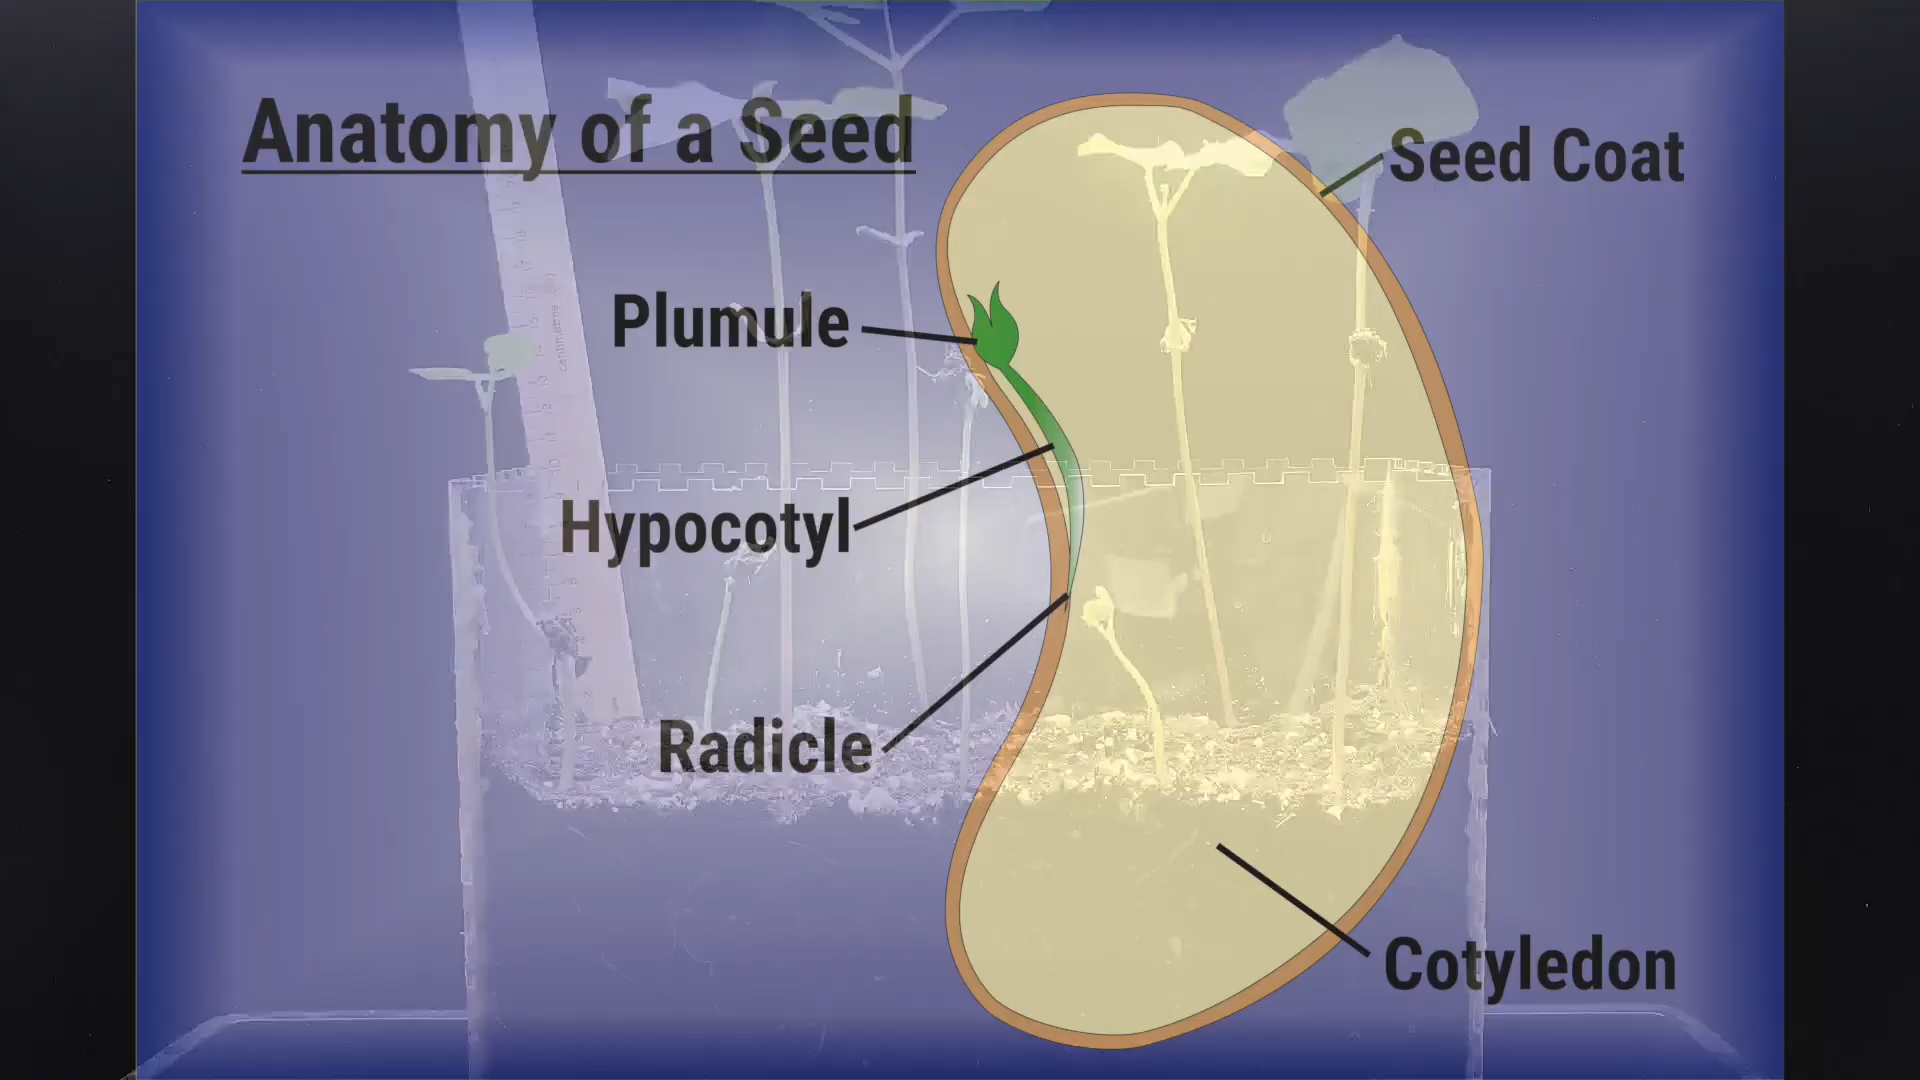 Anatomy of a Seed
Seed Coat
Plumule
Hypocotyl
Radicle
Cotyledon